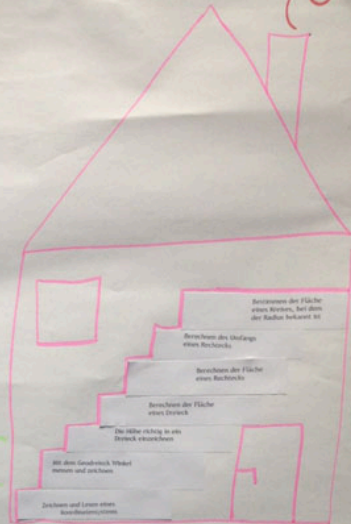 Bestimmen der Fläche
eines Kreises, bei dem
der Radius bekannt ist
Berechnen des Umfangs
eines Rechtecks
Berechnen der Fläche
eines Rechtecks
Berechnen der Fläche
eines Dreieck
Die Höhe richtig in ein
Dreieck einzeichnen
Mit dem Geodreieck Winkel
messen und zeichnen
Zeichnen und Lesen eines
Koordinatensystems